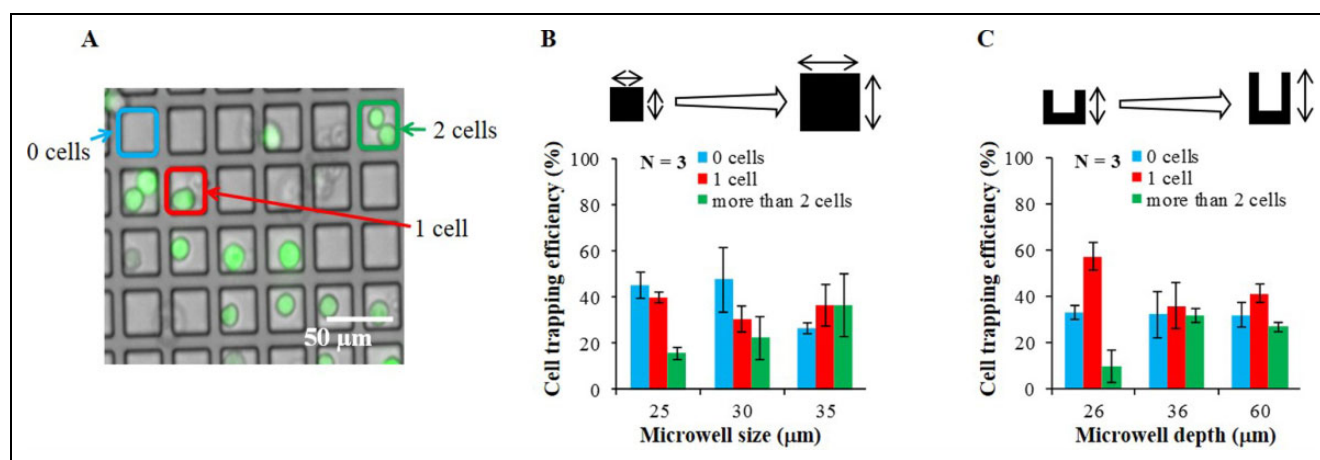 A
0 cells
2 cells
1 cell
50 μm
B
Cell trapping efficiency (%)
N = 3
0 cells
1 cell
more than 2 cells
100
80
60
40
20
0
25 30 35
Microwell size (μm)
C
Cell trapping efficiency (%)
N = 3
0 cells
1 cell
more than 2 cells
100
80
60
40
20
0
26 36 60
Microwell depth (μm)